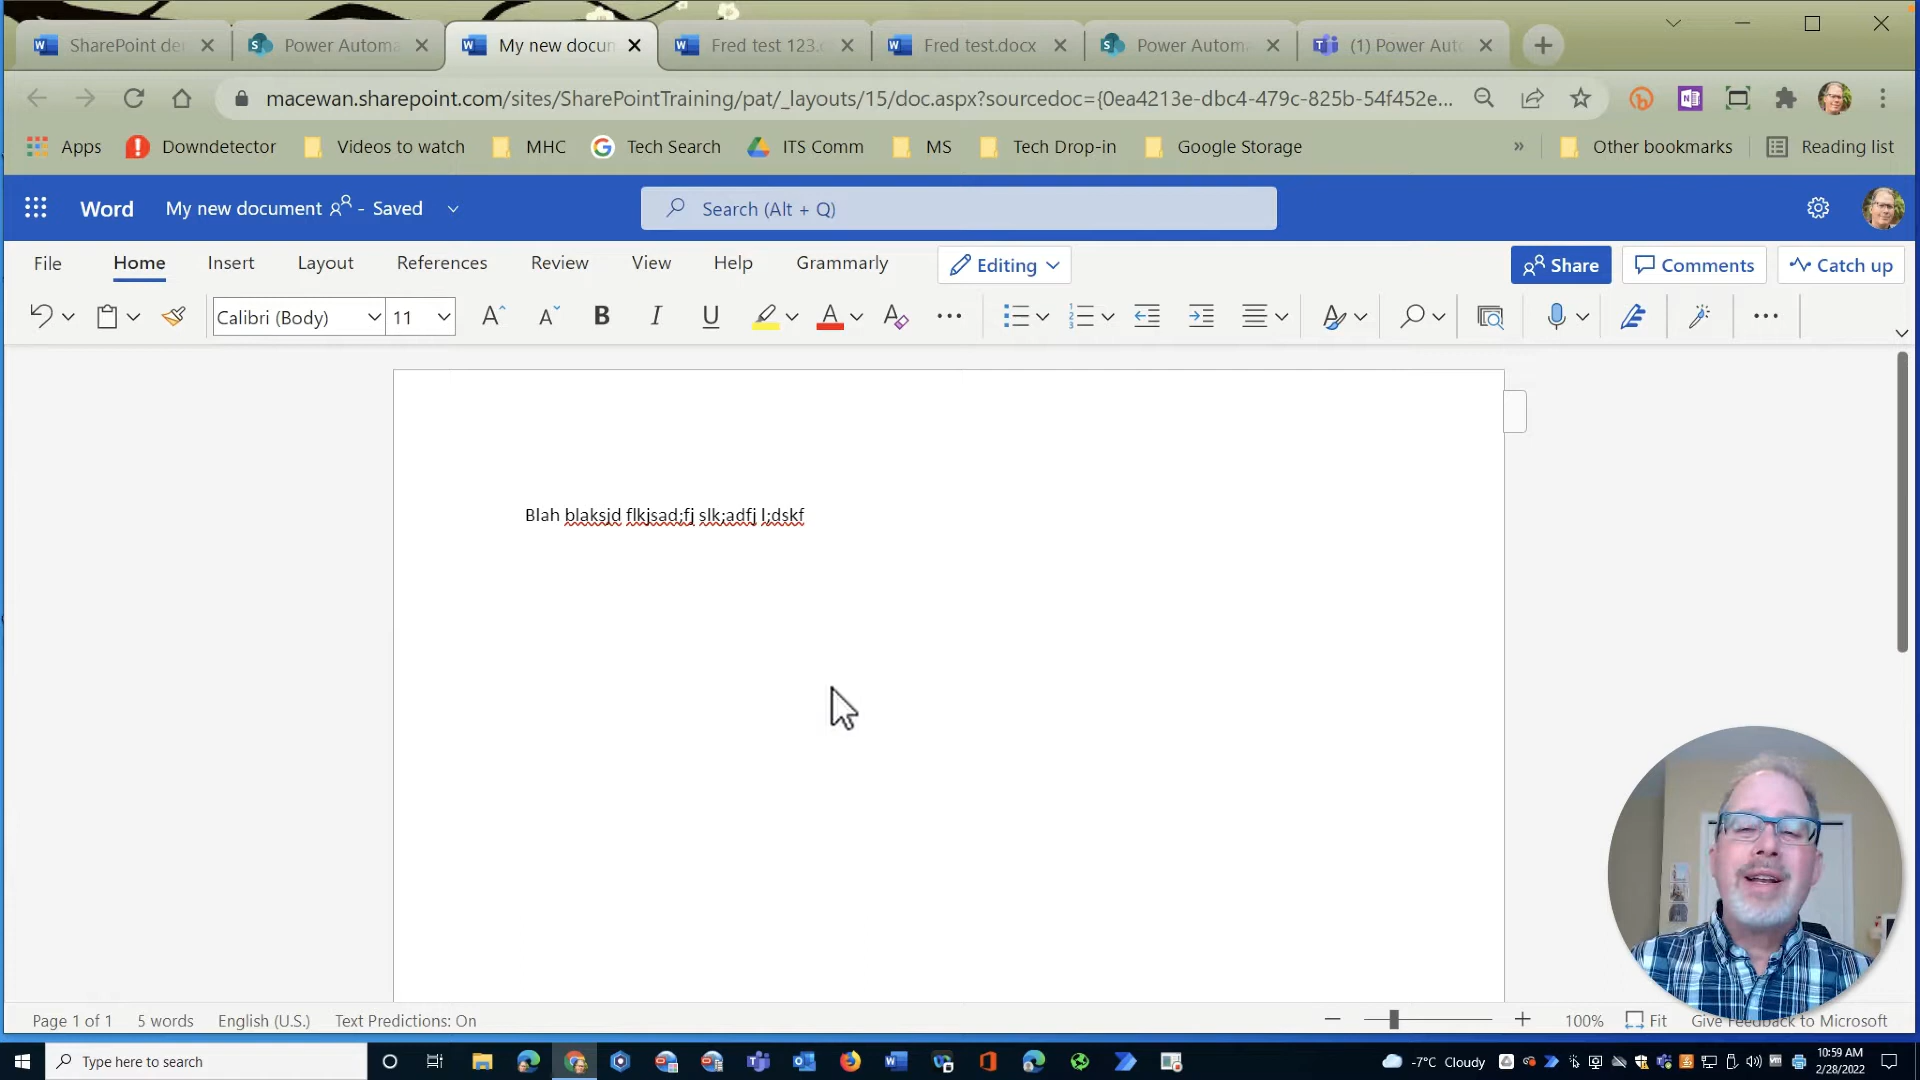 SharePoint de
Power Automa
My new docun
Fred test 123.c
Fred test.docx
Power Autom
(1) Power Aut
macewan.sharepoint.com/sites/SharePointTraining/pat/_layouts/15/doc.aspx?sourcedoc={0ea4213e-dbc4-479c-825b-54f452e...
Apps
Downdetector
Videos to watch
MHC
Tech Search
ITS Comm
MS
Tech Drop-in
Google Storage
»
Other bookmarks
Reading list
Word
My new document - Saved
Search (Alt + Q)
File
Home
Insert
Layout
References
Review
View
Help
Grammarly
Editing
Share
Comments
Catch up
Calibri (Body)
11
Blah blaksjd flkjsad;fj slk;adfj l;dskf
Page 1 of 1
5 words
English (U.S.)
Text Predictions: On
100%
Fit
Give Feedback to Microsoft
Type here to search
-7°C Cloudy
10:59 AM
2/28/2022